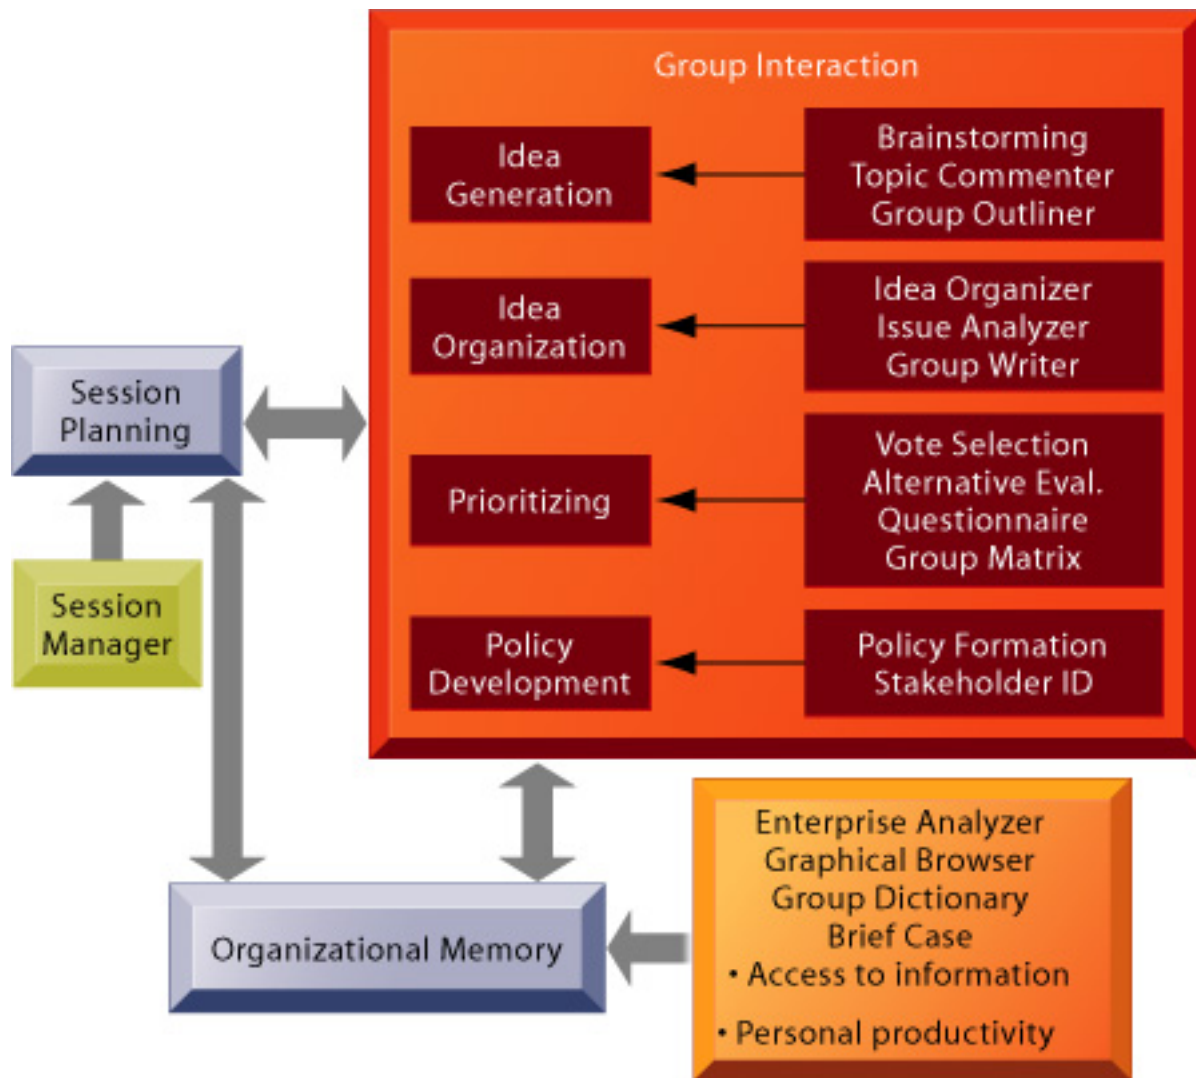 Group Interaction
Idea
Generation
Brainstorming
Topic Commenter
Group Outliner
Idea
Organization
Idea Organizer
Issue Analyzer
Group Writer
Prioritizing
Vote Selection
Alternative Eval.
Questionnaire
Group Matrix
Policy
Development
Policy Formation
Stakeholder ID
Session
Planning
Session
Manager
Organizational Memory
Enterprise Analyzer
Graphical Browser
Group Dictionary
Brief Case
• Access to information
• Personal productivity